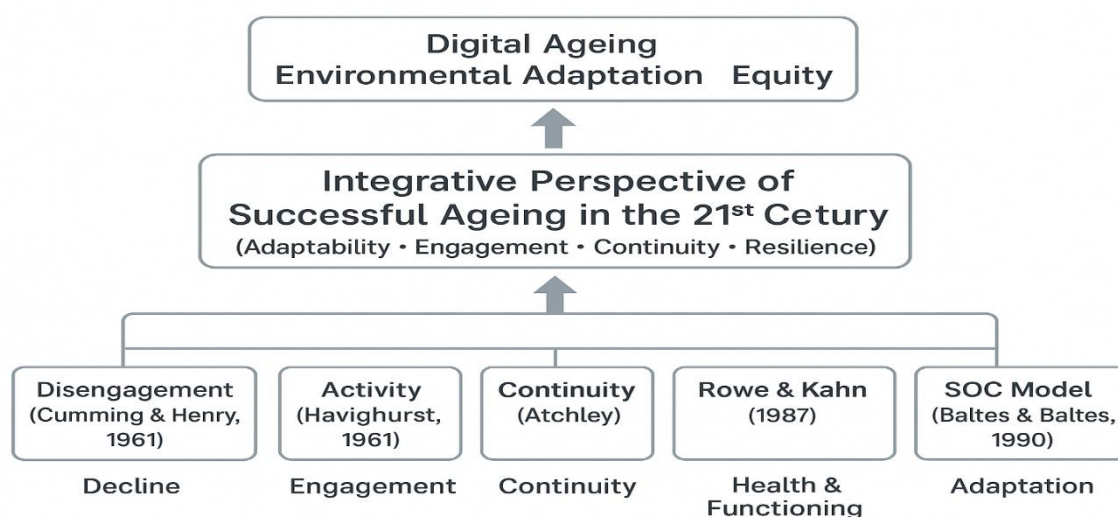 Digital Ageing
Environmental Adaptation Equity
Integrative Perspective of
Successful Ageing in the 21st Cetury
(Adaptability • Engagement • Continuity • Resilience)
Disengagement
(Cumming & Henry,
1961)
Activity
(Havighurst,
1961)
Continuity
(Atchley)
Rowe & Kahn
(1987)
SOC Model
(Baltes & Baltes,
1990)
Decline
Engagement
Continuity
Health &
Functioning
Adaptation